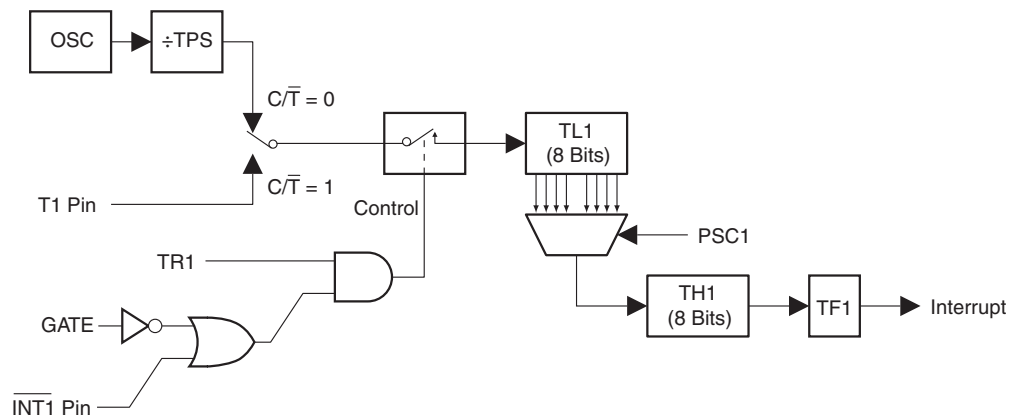 OSC
÷TPS
C/T̅ = 0
TL1
(8 Bits)
C/T̅ = 1
T1 Pin
Control
PSC1
TR1
TH1
(8 Bits)
TF1
Interrupt
GATE
I̅N̅T̅1̅ Pin